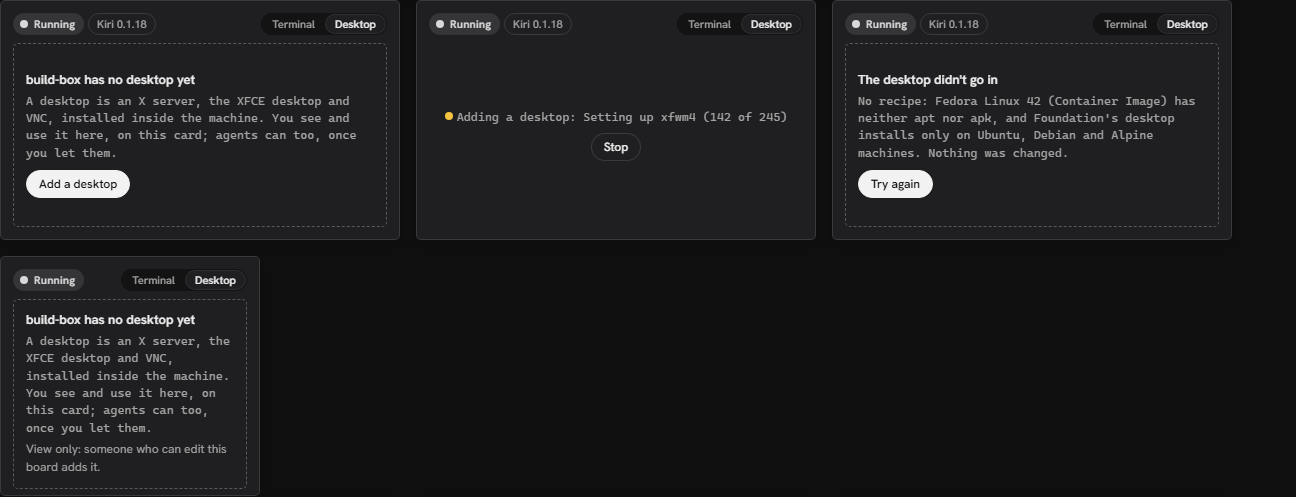 Running Kiri 0.1.18 Terminal Desktop
build-box has no desktop yet
A desktop is an X server, the XFCE desktop and
VNC, installed inside the machine. You see and
use it here, on this card; agents can too, once
you let them.
Add a desktop
Running Kiri 0.1.18 Terminal Desktop
Adding a desktop: Setting up xfwm4 (142 of 245)
Stop
Running Kiri 0.1.18 Terminal Desktop
The desktop didn't go in
No recipe: Fedora Linux 42 (Container Image) has
neither apt nor apk, and Foundation's desktop
installs only on Ubuntu, Debian and Alpine
machines. Nothing was changed.
Try again
Running Terminal Desktop
build-box has no desktop yet
A desktop is an X server, the
XFCE desktop and VNC,
installed inside the machine.
You see and use it here, on
this card; agents can too,
once you let them.
View only: someone who can edit this
board adds it.